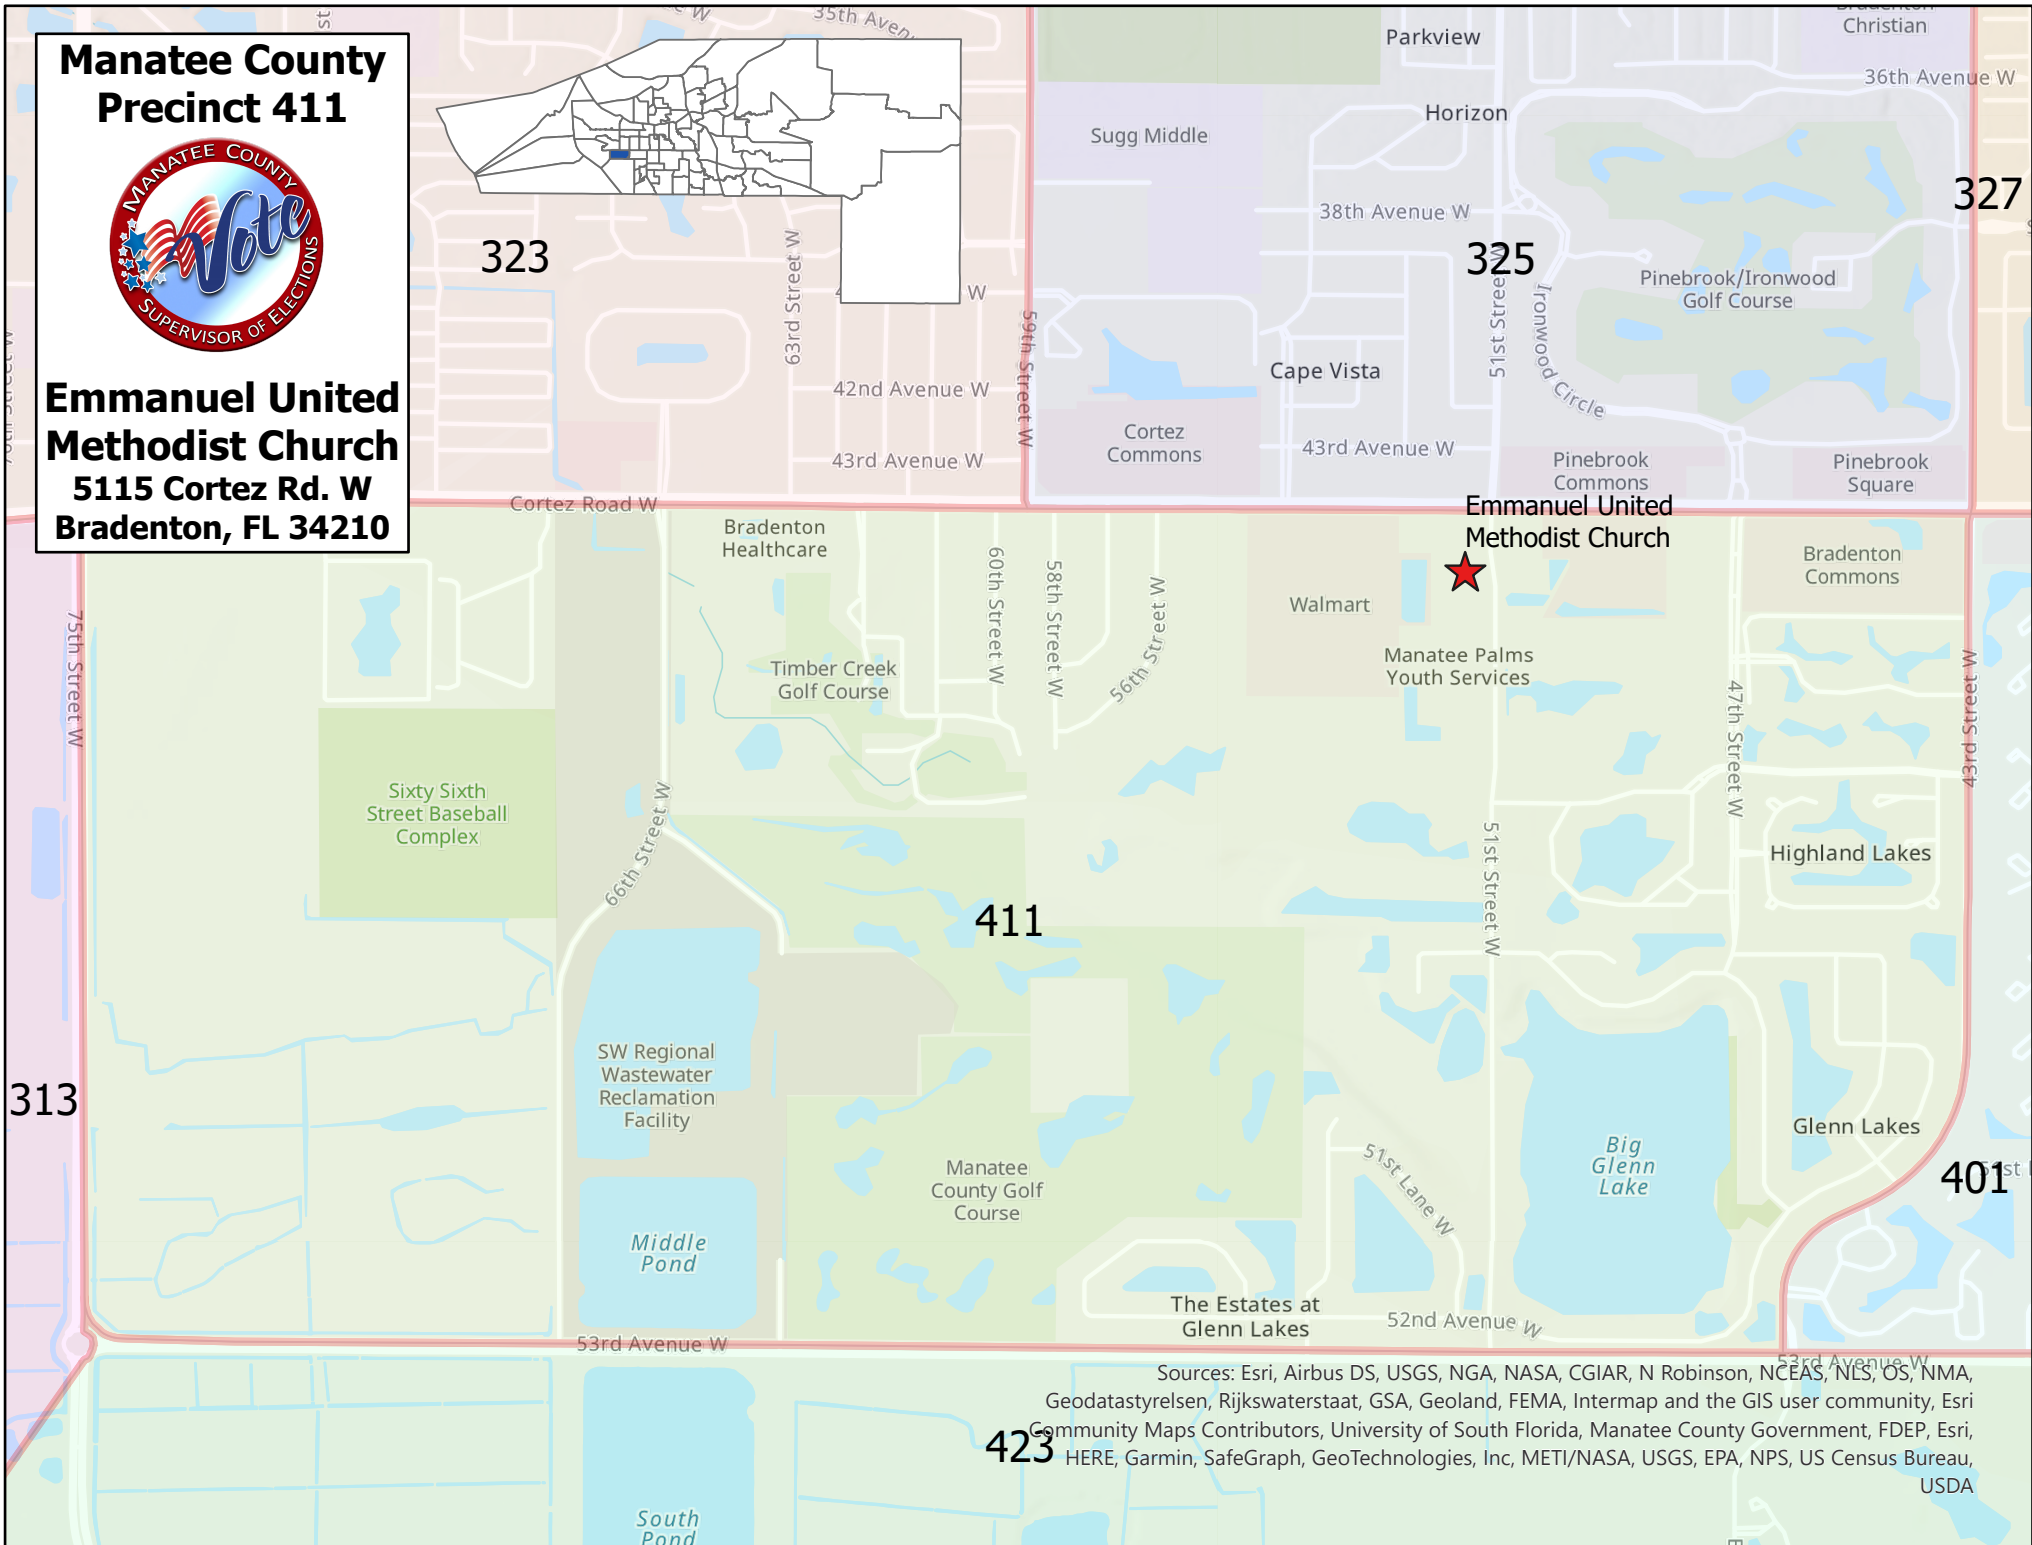 Manatee County
Precinct 411
MANATEE COUNTY
Vote
SUPERVISOR OF ELECTIONS
Emmanuel United
Methodist Church
5115 Cortez Rd. W
Bradenton, FL 34210
35th Aven
Parkview
Christian
36th Avenue W
Horizon
Sugg Middle
327
38th Avenue W
323
325
63rd Street W
51st Street W
Pinebrook/Ironwood
Golf Course
W
59th Street W
Ironwood Circle
Cape Vista
42nd Avenue W
Cortez
Commons
43rd Avenue W
43rd Avenue W
Pinebrook
Commons
Pinebrook
Square
Cortez Road W
Emmanuel United
Methodist Church
Bradenton
Healthcare
60th Street W
58th Street W
56th Street W
Bradenton
Commons
Walmart
75th Street W
Timber Creek
Golf Course
Manatee Palms
Youth Services
47th Street W
43rd Street W
Sixty Sixth
Street Baseball
Complex
66th Street W
51st Street W
Highland Lakes
411
SW Regional
Wastewater
Reclamation
Facility
313
Glenn Lakes
Big
Glenn
Lake
51st Lane W
Manatee
County Golf
Course
401
51st
Middle
Pond
The Estates at
Glenn Lakes
52nd Avenue W
53rd Avenue W
53rd Avenue W
Sources: Esri, Airbus DS, USGS, NGA, NASA, CGIAR, N Robinson, NCEAS, NLS, OS, NMA,
Geodatastyrelsen, Rijkswaterstaat, GSA, Geoland, FEMA, Intermap and the GIS user community, Esri
Community Maps Contributors, University of South Florida, Manatee County Government, FDEP, Esri,
423
HERE, Garmin, SafeGraph, GeoTechnologies, Inc, METI/NASA, USGS, EPA, NPS, US Census Bureau,
USDA
South
Pond